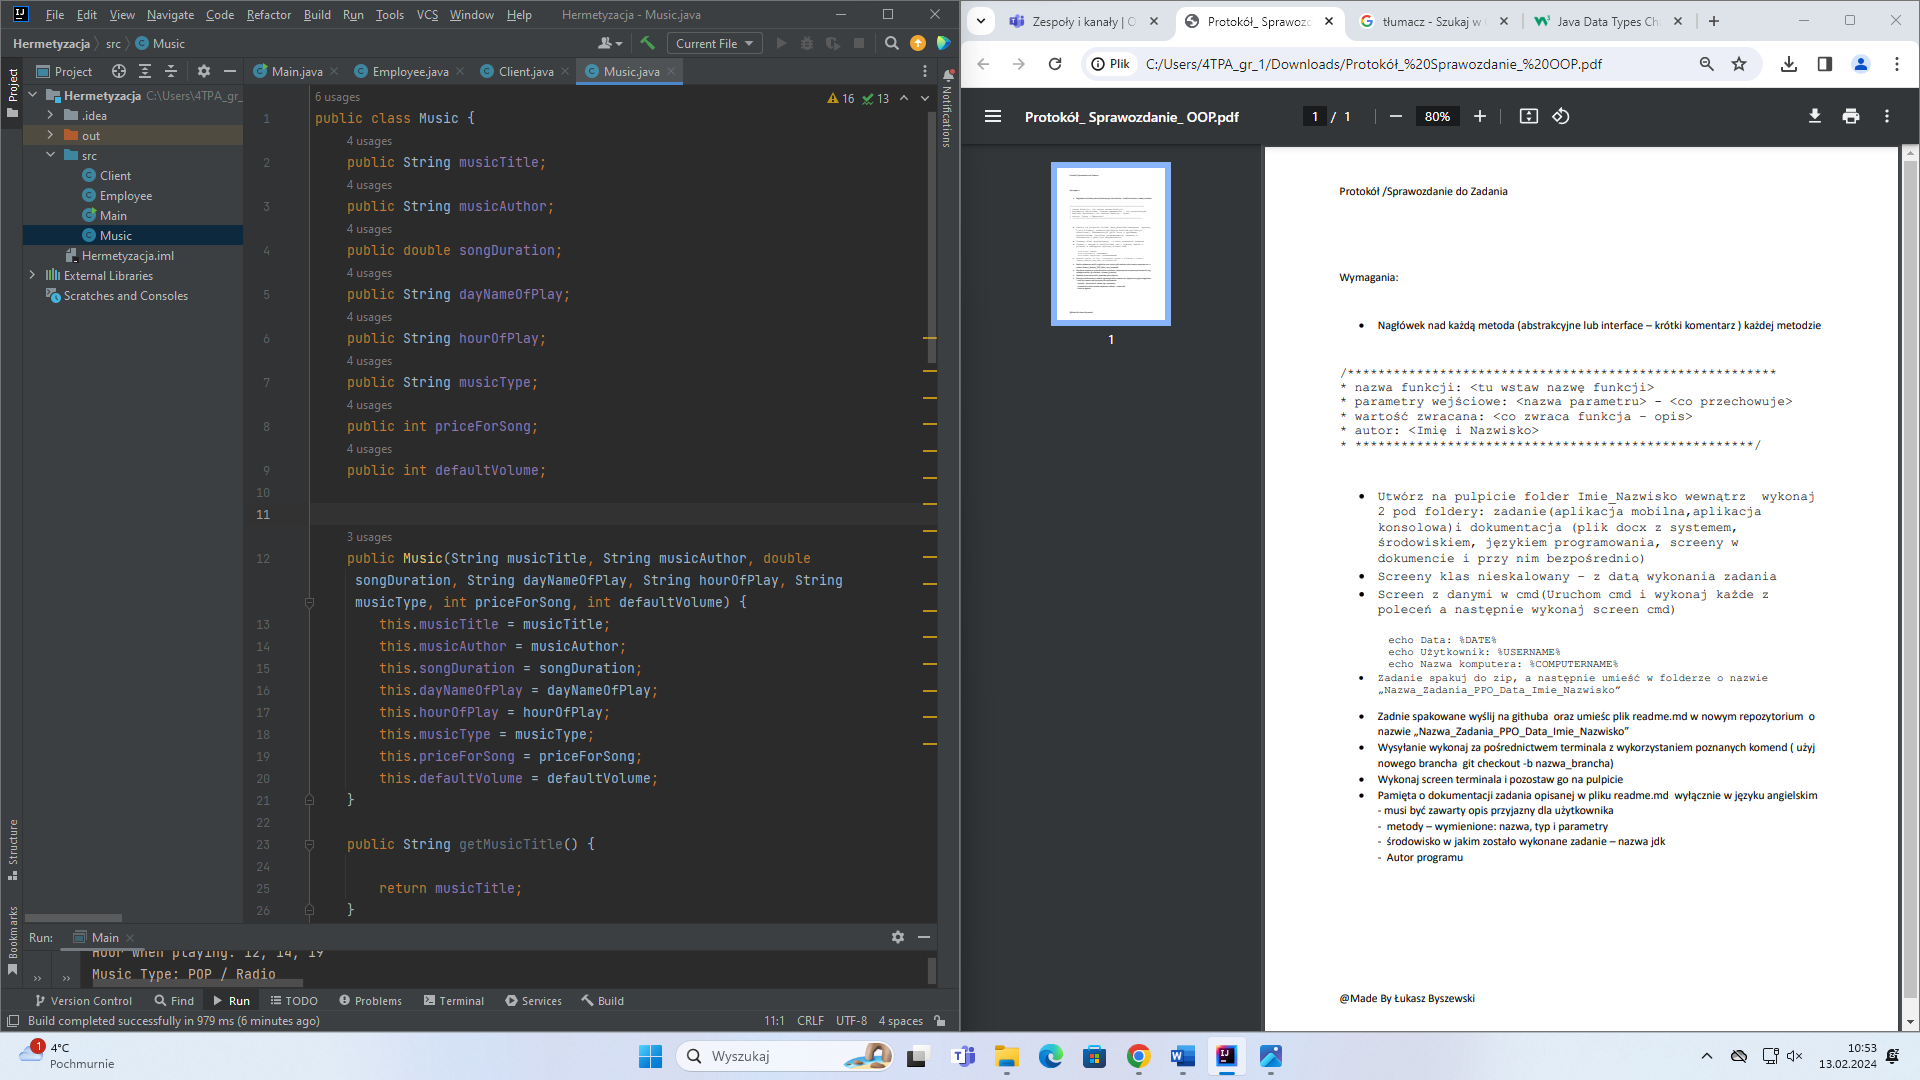 File Edit View Navigate Code Refactor Build Run Tools VCS Window Help Hermetyzacja - Music.java
Hermetyzacja src Music
Current File
Project
Main.java Employee.java Client.java Music.java
Project
Hermetyzacja C:\Users\4TPA_gr_
.idea
out
src
Client
Employee
Main
Music
Hermetyzacja.iml
External Libraries
Scratches and Consoles
Structure
Bookmarks
Notifications
16 13
6 usages
1 public class Music {
4 usages
2 public String musicTitle;
4 usages
3 public String musicAuthor;
4 usages
4 public double songDuration;
4 usages
5 public String dayNameOfPlay;
4 usages
6 public String hourOfPlay;
4 usages
7 public String musicType;
4 usages
8 public int priceForSong;
4 usages
9 public int defaultVolume;
10
11
3 usages
12 public Music(String musicTitle, String musicAuthor, double
songDuration, String dayNameOfPlay, String hourOfPlay, String
musicType, int priceForSong, int defaultVolume) {
13 this.musicTitle = musicTitle;
14 this.musicAuthor = musicAuthor;
15 this.songDuration = songDuration;
16 this.dayNameOfPlay = dayNameOfPlay;
17 this.hourOfPlay = hourOfPlay;
18 this.musicType = musicType;
19 this.priceForSong = priceForSong;
20 this.defaultVolume = defaultVolume;
21 }
22
23 public String getMusicTitle() {
24
25 return musicTitle;
26 }
Run: Main
Hour when playing: 12, 14, 19
Music Type: POP / Radio
Version Control Find Run TODO Problems Terminal Services Build
Build completed successfully in 979 ms (6 minutes ago)
11:1 CRLF UTF-8 4 spaces
Zespoły i kanały | O Protokół_ Sprawozd tłumacz - Szukaj w G Java Data Types Ch
Plik C:/Users/4TPA_gr_1/Downloads/Protokół_%20Sprawozdanie_%20OOP.pdf
Protokół_ Sprawozdanie_ OOP.pdf 1 / 1 80%
1
Protokół /Sprawozdanie do Zadania
Wymagania:
• Nagłówek nad każdą metoda (abstrakcyjne lub interface – krótki komentarz ) każdej metodzie
/********************************************************
* nazwa funkcji: <tu wstaw nazwę funkcji>
* parametry wejściowe: <nazwa parametru> - <co przechowuje>
* wartość zwracana: <co zwraca funkcja - opis>
* autor: <Imię i Nazwisko>
* ****************************************************/
• Utwórz na pulpicie folder Imie_Nazwisko wewnątrz wykonaj
2 pod foldery: zadanie(aplikacja mobilna,aplikacja
konsolowa)i dokumentacja (plik docx z systemem,
środowiskiem, językiem programowania, screeny w
dokumencie i przy nim bezpośrednio)
• Screeny klas nieskalowany – z datą wykonania zadania
• Screen z danymi w cmd(Uruchom cmd i wykonaj każde z
poleceń a następnie wykonaj screen cmd)
echo Data: %DATE%
echo Użytkownik: %USERNAME%
echo Nazwa komputera: %COMPUTERNAME%
• Zadanie spakuj do zip, a następnie umieść w folderze o nazwie
„Nazwa_Zadania_PPO_Data_Imie_Nazwisko”
• Zadnie spakowane wyślij na githuba oraz umieśc plik readme.md w nowym repozytorium o
nazwie „Nazwa_Zadania_PPO_Data_Imie_Nazwisko”
• Wysyłanie wykonaj za pośrednictwem terminala z wykorzystaniem poznanych komend ( użyj
nowego brancha git checkout -b nazwa_brancha)
• Wykonaj screen terminala i pozostaw go na pulpicie
• Pamięta o dokumentacji zadania opisanej w pliku readme.md wyłącznie w języku angielskim
- musi być zawarty opis przyjazny dla użytkownika
- metody – wymienione: nazwa, typ i parametry
- środowisko w jakim zostało wykonane zadanie – nazwa jdk
- Autor programu
@Made By Łukasz Byszewski
1
4°C
Pochmurnie
Wyszukaj
10:53
13.02.2024